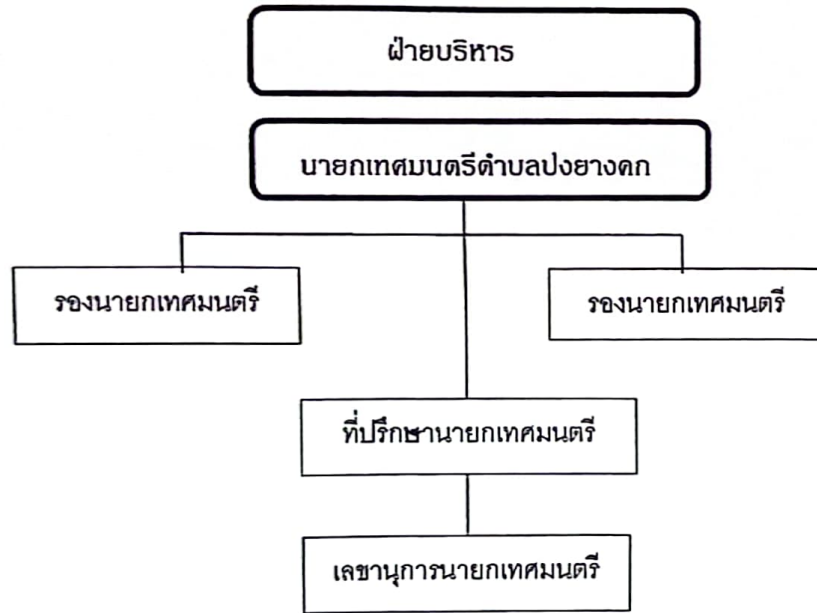 ฝ่ายบริหาร
นายกเทศมนตรีตำบลปงยางคก
รองนายกเทศมนตรี
รองนายกเทศมนตรี
ที่ปรึกษานายกเทศมนตรี
เลขานุการนายกเทศมนตรี